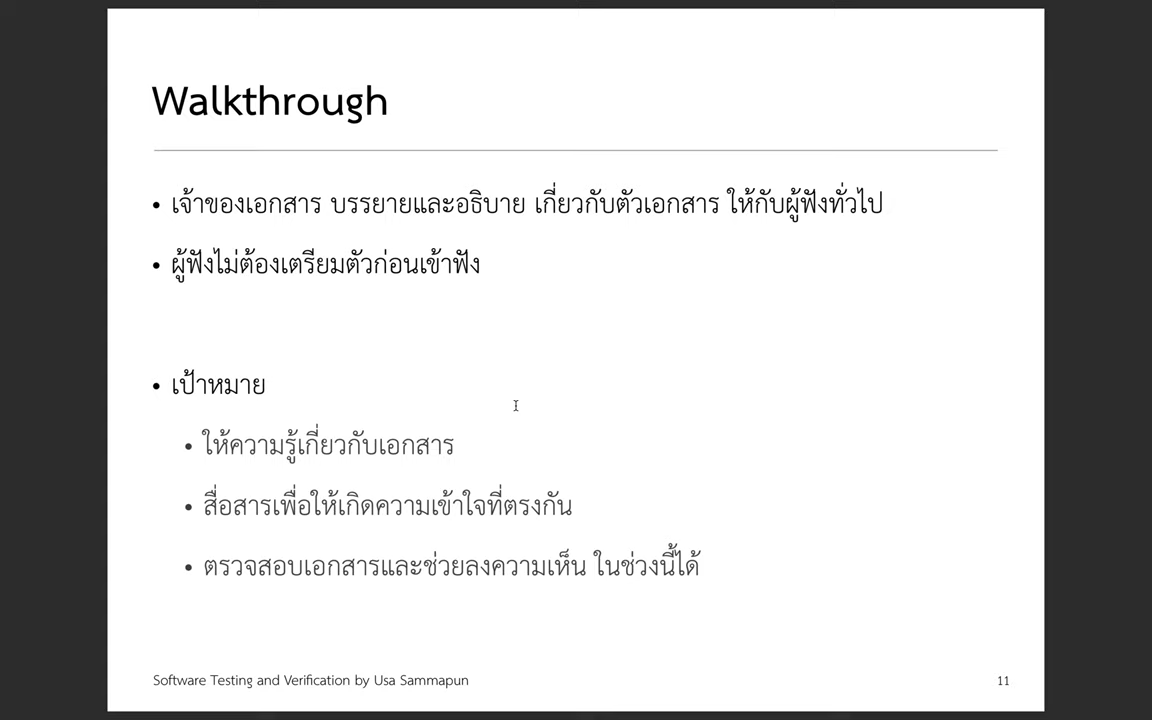 Walkthrough
• เจ้าของเอกสาร บรรยายและอธิบาย เกี่ยวกับตัวเอกสาร ให้กับผู้ฟังทั่วไป
• ผู้ฟังไม่ต้องเตรียมตัวก่อนเข้าฟัง
• เป้าหมาย
• ให้ความรู้เกี่ยวกับเอกสาร
• สื่อสารเพื่อให้เกิดความเข้าใจที่ตรงกัน
• ตรวจสอบเอกสารและช่วยลงความเห็น ในช่วงนี้ได้
Software Testing and Verification by Usa Sammapun 11